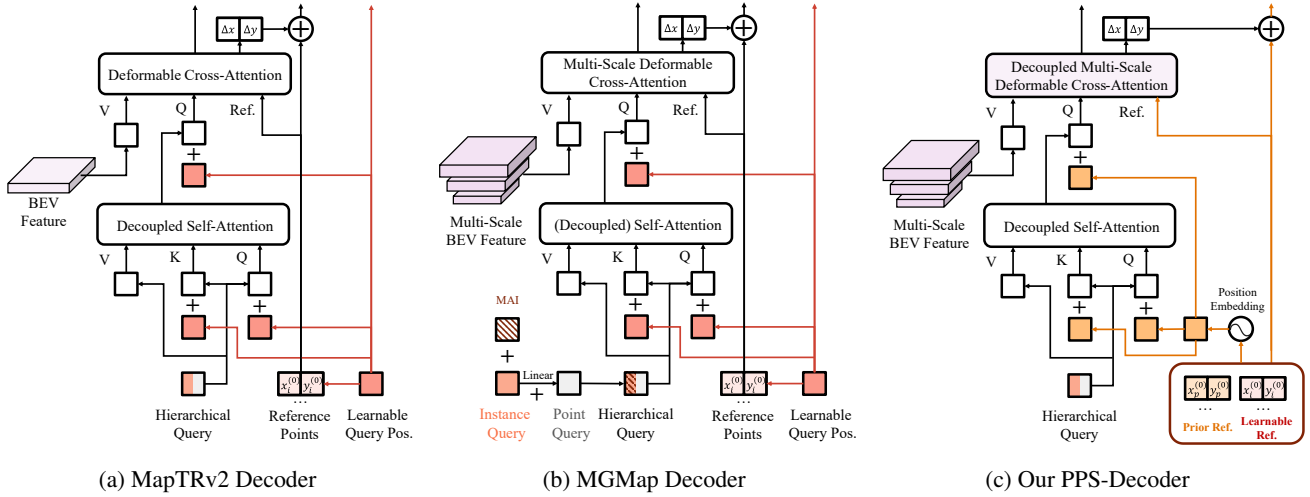 Δx Δy
+
Deformable Cross-Attention
V
Q
Ref.
+
BEV
Feature
Decoupled Self-Attention
V
K
Q
+
+
x_i^(0) y_i^(0)
...
Hierarchical
Query
Reference
Points
Learnable
Query Pos.
(a) MapTRv2 Decoder
Δx Δy
+
Multi-Scale Deformable
Cross-Attention
V
Q
Ref.
+
Multi-Scale
BEV Feature
(Decoupled) Self-Attention
V
K
Q
+
+
MAI
+
Linear
+
x_i^(0) y_i^(0)
...
Instance
Query
Point
Query
Hierarchical
Query
Reference
Points
Learnable
Query Pos.
(b) MGMap Decoder
Δx Δy
+
Decoupled Multi-Scale
Deformable Cross-Attention
V
Q
Ref.
+
Multi-Scale
BEV Feature
Decoupled Self-Attention
V
K
Q
+
+
Position
Embedding
x_p^(0) y_p^(0)
...
Prior Ref.
x_i^(0) y_i^(0)
...
Learnable
Ref.
Hierarchical
Query
(c) Our PPS-Decoder